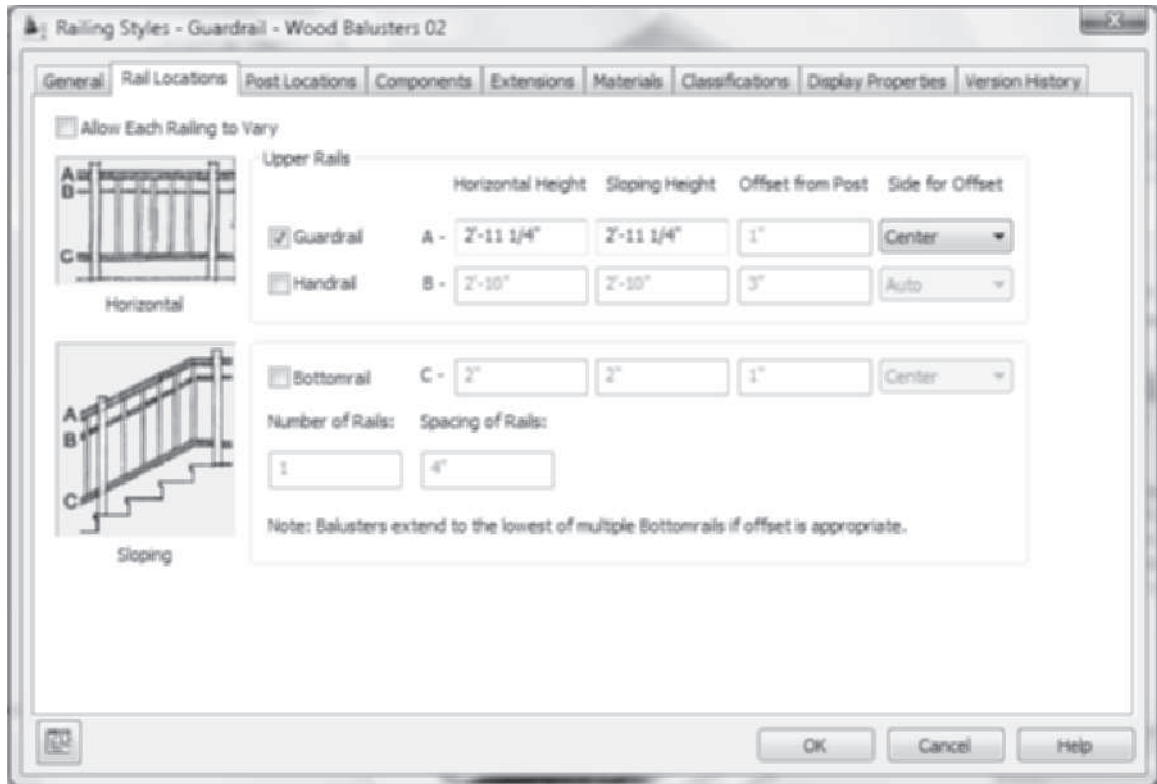 Railing Styles - Guardrail - Wood Balusters 02
General Rail Locations Post Locations Components Extensions Materials Classifications Display Properties Version History
Allow Each Railing to Vary
A
B
C
Horizontal
Upper Rails
Horizontal Height Sloping Height Offset from Post Side for Offset
Guardrail A - 2'-11 1/4" 2'-11 1/4" 1" Center
Handrail B - 2'-10" 2'-10" 3" Auto
A
B
C
Sloping
Bottomrail C - 2" 2" 1" Center
Number of Rails: Spacing of Rails:
1 4"
Note: Balusters extend to the lowest of multiple Bottomrails if offset is appropriate.
OK Cancel Help